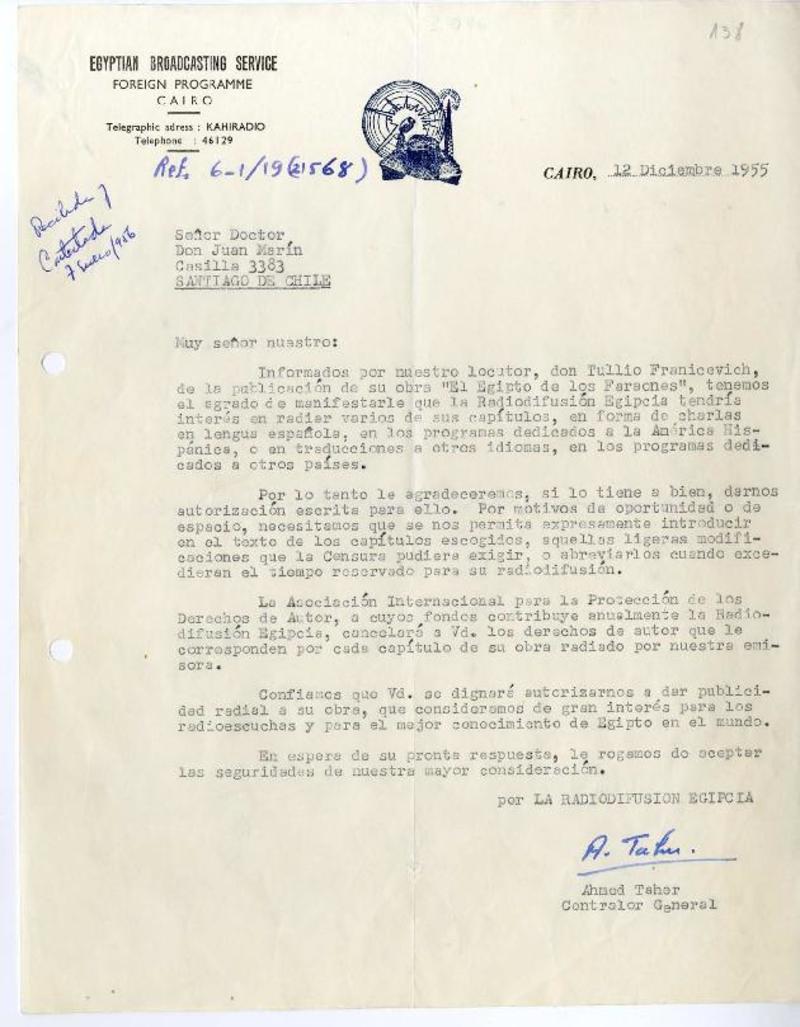 138
EGYPTIAN BROADCASTING SERVICE
FOREIGN PROGRAMME
CAIRO
Telegraphic adress : KAHIRADIO
Telephone : 46129
Ref. 6-1/19(21568)
CAIRO, 12 Diciembre 1955
Recibida y
Contestada
7 Enero/956
Señor Doctor
Don Juan Marín
Casilla 3383
SANTIAGO DE CHILE
Muy señor nuestro:
Informados por nuestro locutor, don Tullio Franicevich,
de la publicación de su obra "El Egipto de los Faraones", tenemos
el agrado de manifestarle que la Radiodifusión Egipcia tendría
interés en radiar varios de sus capítulos, en forma de charlas
en lengua española, en los programas dedicados a la América His-
pánica, o en traducciones a otros idiomas, en los programas dedi-
cados a otros países.
Por lo tanto le agradeceremos, si lo tiene a bien, darnos
autorización escrita para ello. Por motivos de oportunidad o de
espacio, necesitamos que se nos permita expresamente introducir
en el texto de los capítulos escogidos, aquellas ligeras modifi-
caciones que la Censura pudiera exigir, o abreviarlos cuando exce-
dieran el tiempo reservado para su radiodifusión.
La Asociación Internacional para la Protección de los
Derechos de Autor, a cuyos fondos contribuye anualmente la Radio-
difusión Egipcia, cancelará a Vd. los derechos de autor que le
corresponden por cada capítulo de su obra radiado por nuestra emi-
sora.
Confiamos que Vd. se dignará autorizarnos a dar publici-
dad radial a su obra, que consideramos de gran interés para los
radioescuchas y para el mejor conocimiento de Egipto en el mundo.
En espera de su pronta respuesta, le rogamos de aceptar
las seguridades de nuestra mayor consideración.
por LA RADIODIFUSION EGIPCIA
A. Taher.
Ahmed Taher
Contralor General